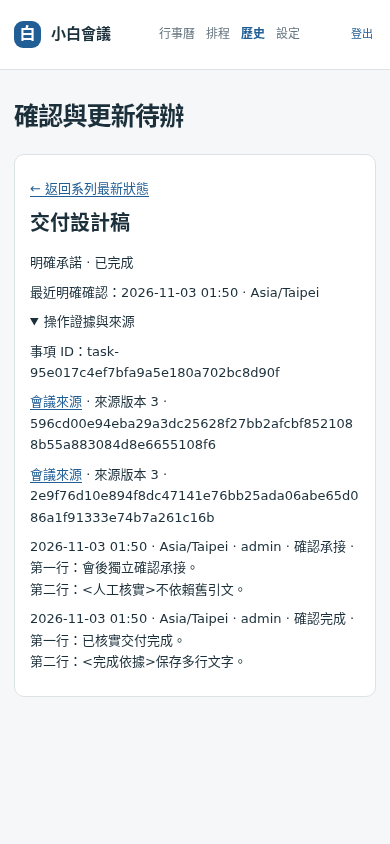 白 小白會議 行事曆 排程 歷史 設定 登出
確認與更新待辦
← 返回系列最新狀態
交付設計稿
明確承諾 · 已完成
最近明確確認：2026-11-03 01:50 · Asia/Taipei
▼ 操作證據與來源
事項 ID：task-
95e017c4ef7bfa9a5e180a702bc8d90f
會議來源 · 來源版本 3 ·
596cd00e94eba29a3dc25628f27bb2afcbf852108
8b55a883084d8e6655108f6
會議來源 · 來源版本 3 ·
2e9f76d10e894f8dc47141e76bb25ada06abe65d0
86a1f91333e74b7a261c16b
2026-11-03 01:50 · Asia/Taipei · admin · 確認承接 ·
第一行：會後獨立確認承接。
第二行：<人工核實>不依賴舊引文。
2026-11-03 01:50 · Asia/Taipei · admin · 確認完成 ·
第一行：已核實交付完成。
第二行：<完成依據>保存多行文字。